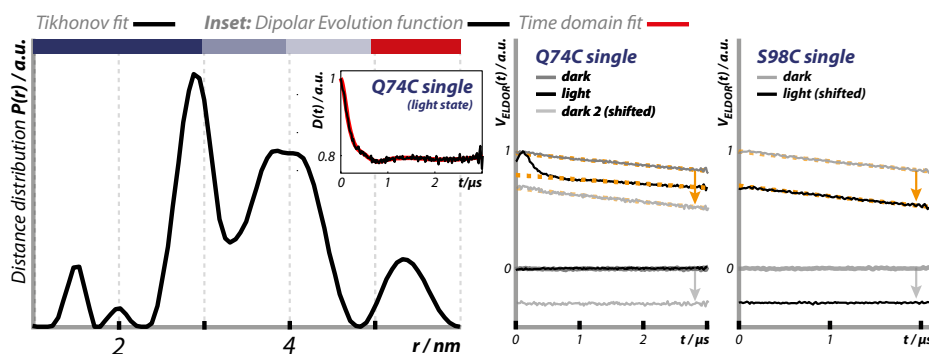 Tikhonov fit Inset: Dipolar Evolution function Time domain fit
Distance distribution P(r) / a.u.
2 4 r / nm
Q74C single
(light state)
D(t) / a.u.
1
0.8
0 1 2 t/μs
Q74C single
dark
light
dark 2 (shifted)
V_ELDOR(t) / a.u.
1
0
0 1 2 t / μs
S98C single
dark
light (shifted)
V_ELDOR(t) / a.u.
1
0
0 1 t / μs 2